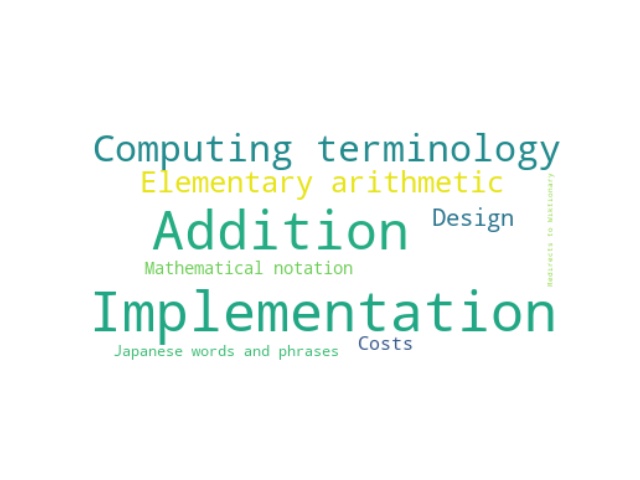 Computing terminology
Elementary arithmetic
Addition
Design
Mathematical notation
Implementation
Japanese words and phrases
Costs
Redirects to Wiktionary